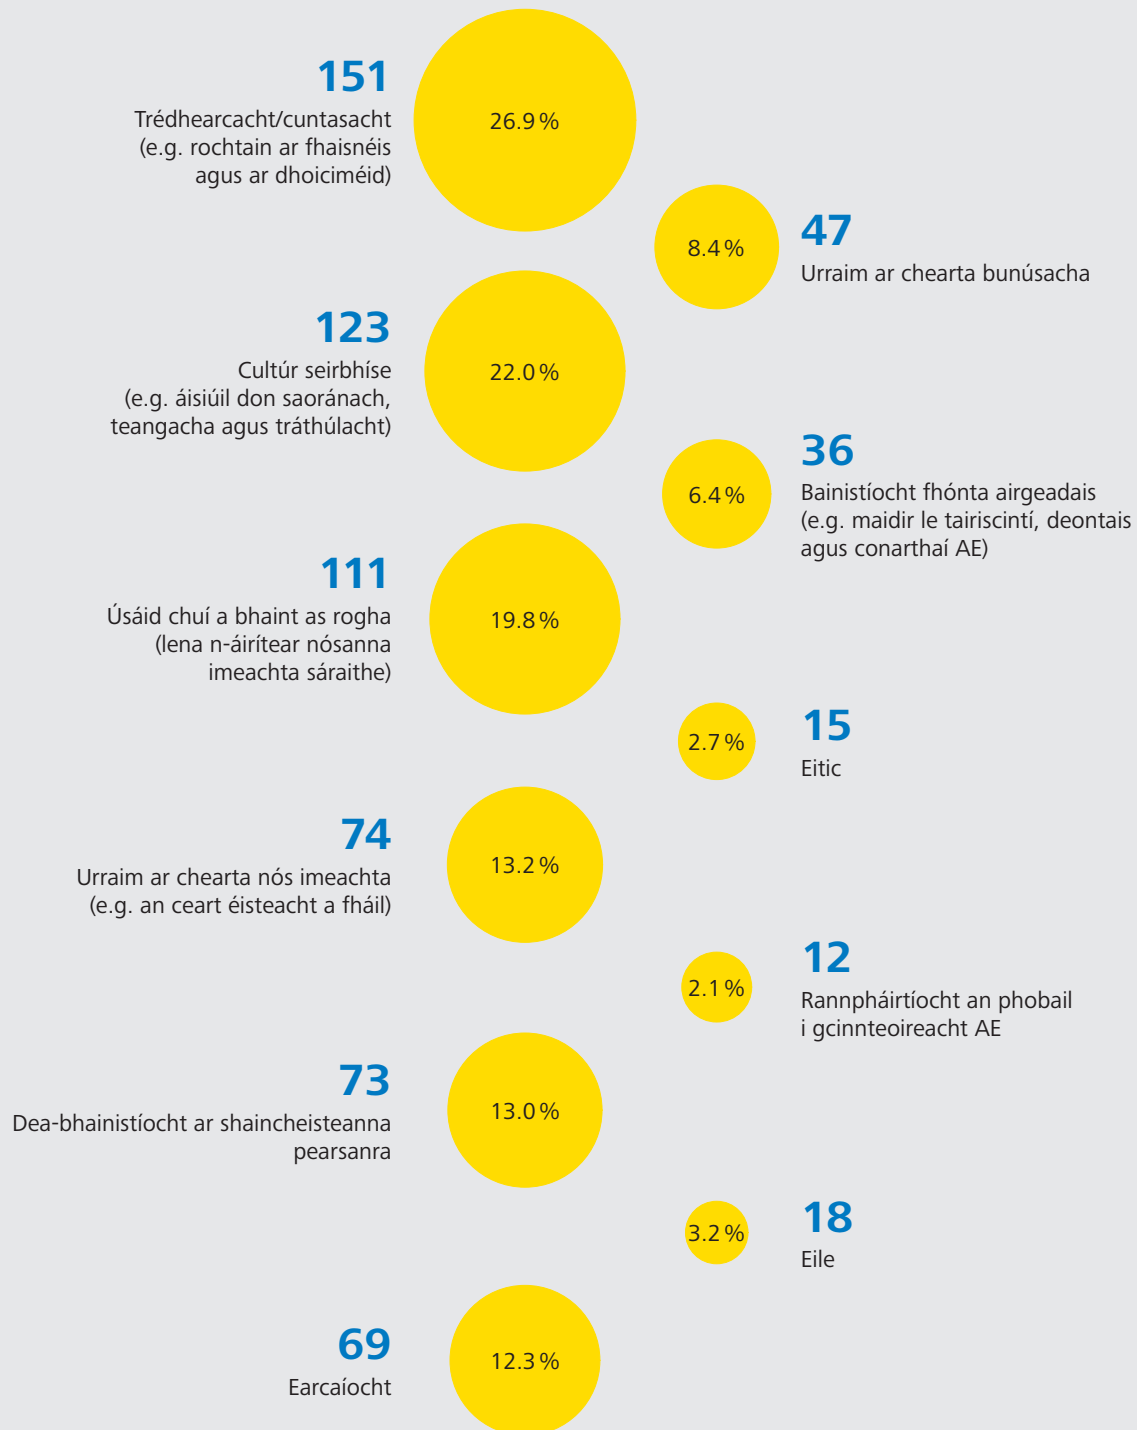 151
Trédhearcacht/cuntasacht
(e.g. rochtain ar fhaisnéis
agus ar dhoiciméid)
26.9 %
47
Urraim ar chearta bunúsacha
8.4 %
123
Cultúr seirbhíse
(e.g. áisiúil don saoránach,
teangacha agus tráthúlacht)
22.0 %
36
Bainistíocht fhónta airgeadais
(e.g. maidir le tairiscintí, deontais
agus conarthaí AE)
6.4 %
111
Úsáid chuí a bhaint as rogha
(lena n-áirítear nósanna
imeachta sáraithe)
19.8 %
15
Eitic
2.7 %
74
Urraim ar chearta nós imeachta
(e.g. an ceart éisteacht a fháil)
13.2 %
12
Rannpháirtíocht an phobail
i gcinnteoireacht AE
2.1 %
73
Dea-bhainistíocht ar shaincheisteanna
pearsanra
13.0 %
18
Eile
3.2 %
69
Earcaíocht
12.3 %